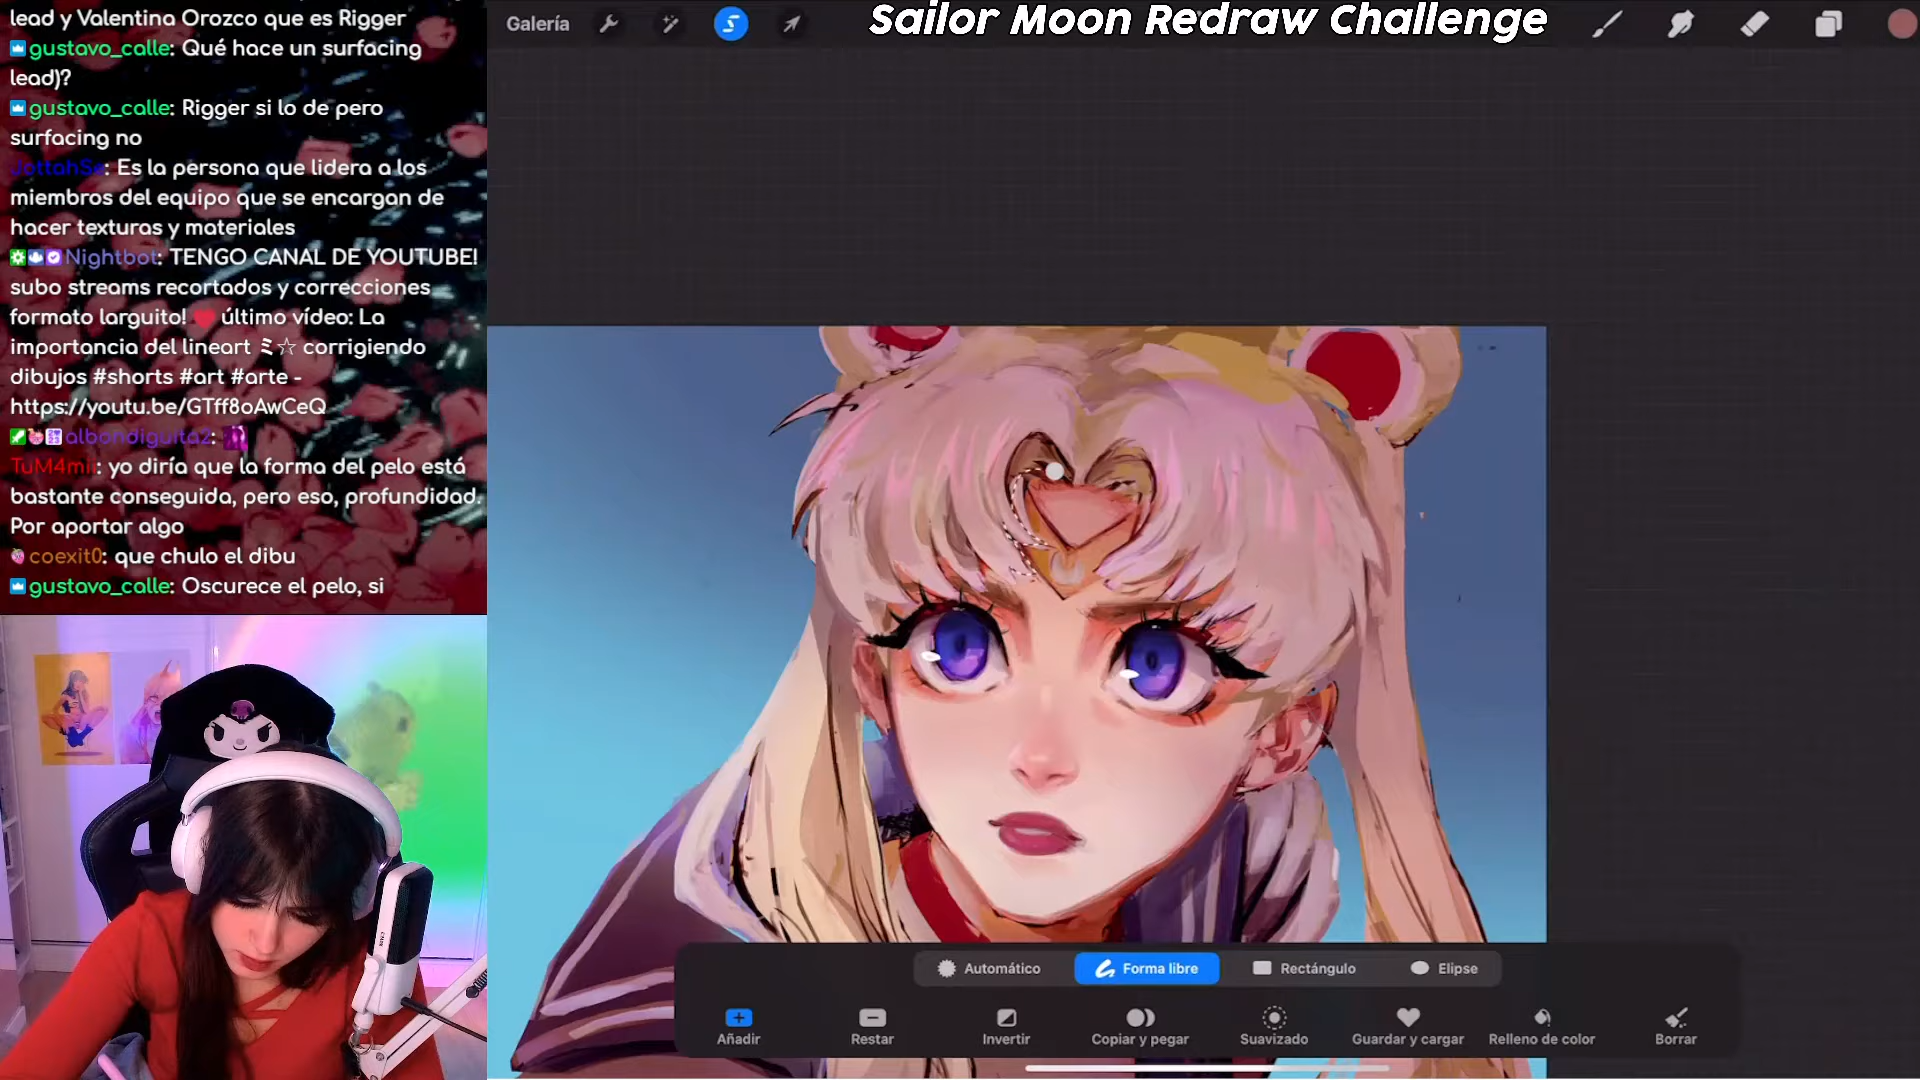 lead y Valentina Orozco que es Rigger
gustavo_calle: Qué hace un surfacing
lead)?
gustavo_calle: Rigger si lo de pero
surfacing no
: Es la persona que lidera a los
miembros del equipo que se encargan de
hacer texturas y materiales
Nightbot: TENGO CANAL DE YOUTUBE!
subo streams recortados y correcciones
formato larguito! último vídeo: La
importancia del lineart ミ☆ corrigiendo
dibujos #shorts #art #arte -
https://youtu.be/GTff8oAwCeQ
albondiguita2:
TuM4mii: yo diría que la forma del pelo está
bastante conseguida, pero eso, profundidad.
Por aportar algo
coexit0: que chulo el dibu
gustavo_calle: Oscurece el pelo, si
Galería
Sailor Moon Redraw Challenge
Automático
Forma libre
Rectángulo
Elipse
Añadir
Restar
Invertir
Copiar y pegar
Suavizado
Guardar y cargar
Relleno de color
Borrar